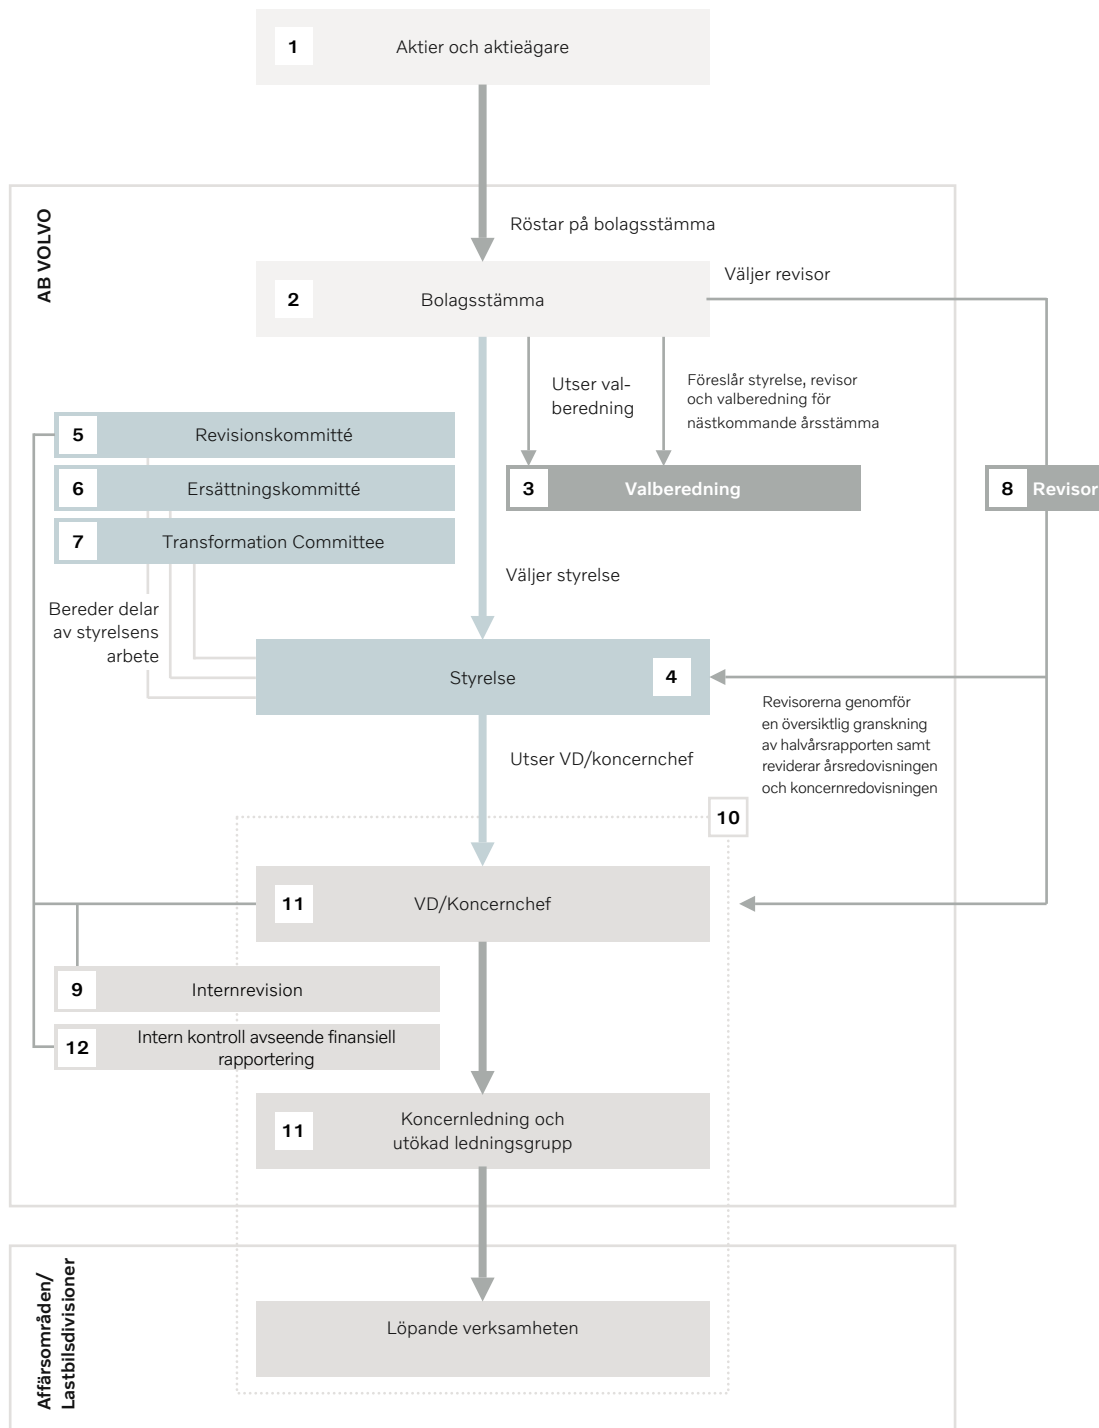 1
Aktier och aktieägare
AB VOLVO
Röstar på bolagsstämma
Väljer revisor
2
Bolagsstämma
Utser val-
beredning
Föreslår styrelse, revisor
och valberedning för
nästkommande årsstämma
5
Revisionskommitté
6
Ersättningskommitté
3
Valberedning
8
Revisor
7
Transformation Committee
Väljer styrelse
Bereder delar
av styrelsens
arbete
Styrelse
4
Revisorerna genomför
en översiktlig granskning
av halvårsrapporten samt
reviderar årsredovisningen
och koncernredovisningen
Utser VD/koncernchef
10
11
VD/Koncernchef
9
Internrevision
12
Intern kontroll avseende finansiell
rapportering
11
Koncernledning och
utökad ledningsgrupp
Affärsområden/
Lastbilsdivisioner
Löpande verksamheten